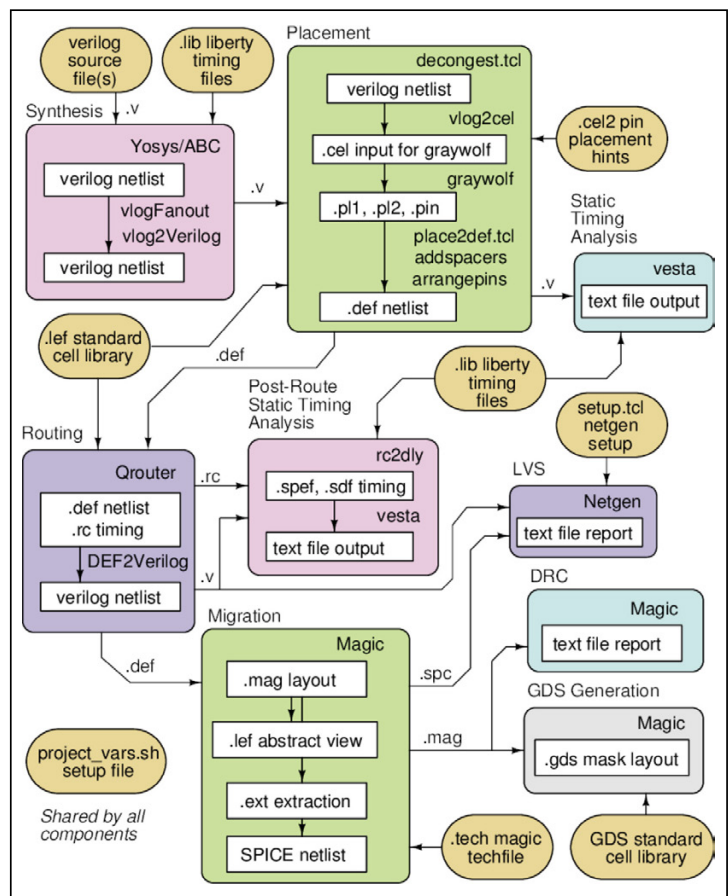 verilog
source
file(s)
.lib liberty
timing
files
.v
Synthesis
Yosys/ABC
verilog netlist
vlogFanout
vlog2Verilog
verilog netlist
.v
Placement
decongest.tcl
verilog netlist
vlog2cel
.cel input for graywolf
graywolf
.pl1, .pl2, .pin
place2def.tcl
addspacers
arrangepins
.def netlist
.cel2 pin
placement
hints
Static
Timing
Analysis
.v
vesta
text file output
.lef standard
cell library
.def
.lib liberty
timing
files
Post-Route
Static Timing
Analysis
rc2dly
.spef, .sdf timing
vesta
text file output
setup.tcl
netgen
setup
Routing
Qrouter
.def netlist
.rc timing
DEF2Verilog
verilog netlist
.rc
.v
LVS
Netgen
text file report
DRC
Magic
text file report
.def
Migration
Magic
.mag layout
.lef abstract view
.ext extraction
SPICE netlist
.spc
.mag
GDS Generation
Magic
.gds mask layout
project_vars.sh
setup file
Shared by all
components
.tech magic
techfile
GDS standard
cell library